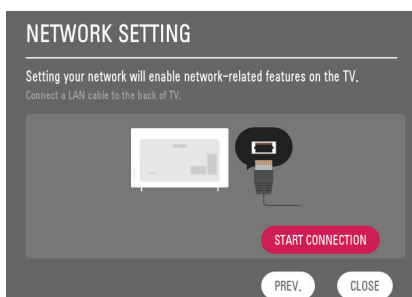 NETWORK SETTING
Setting your network will enable network-related features on the TV.
Connect a LAN cable to the back of TV.
START CONNECTION
PREV.
CLOSE